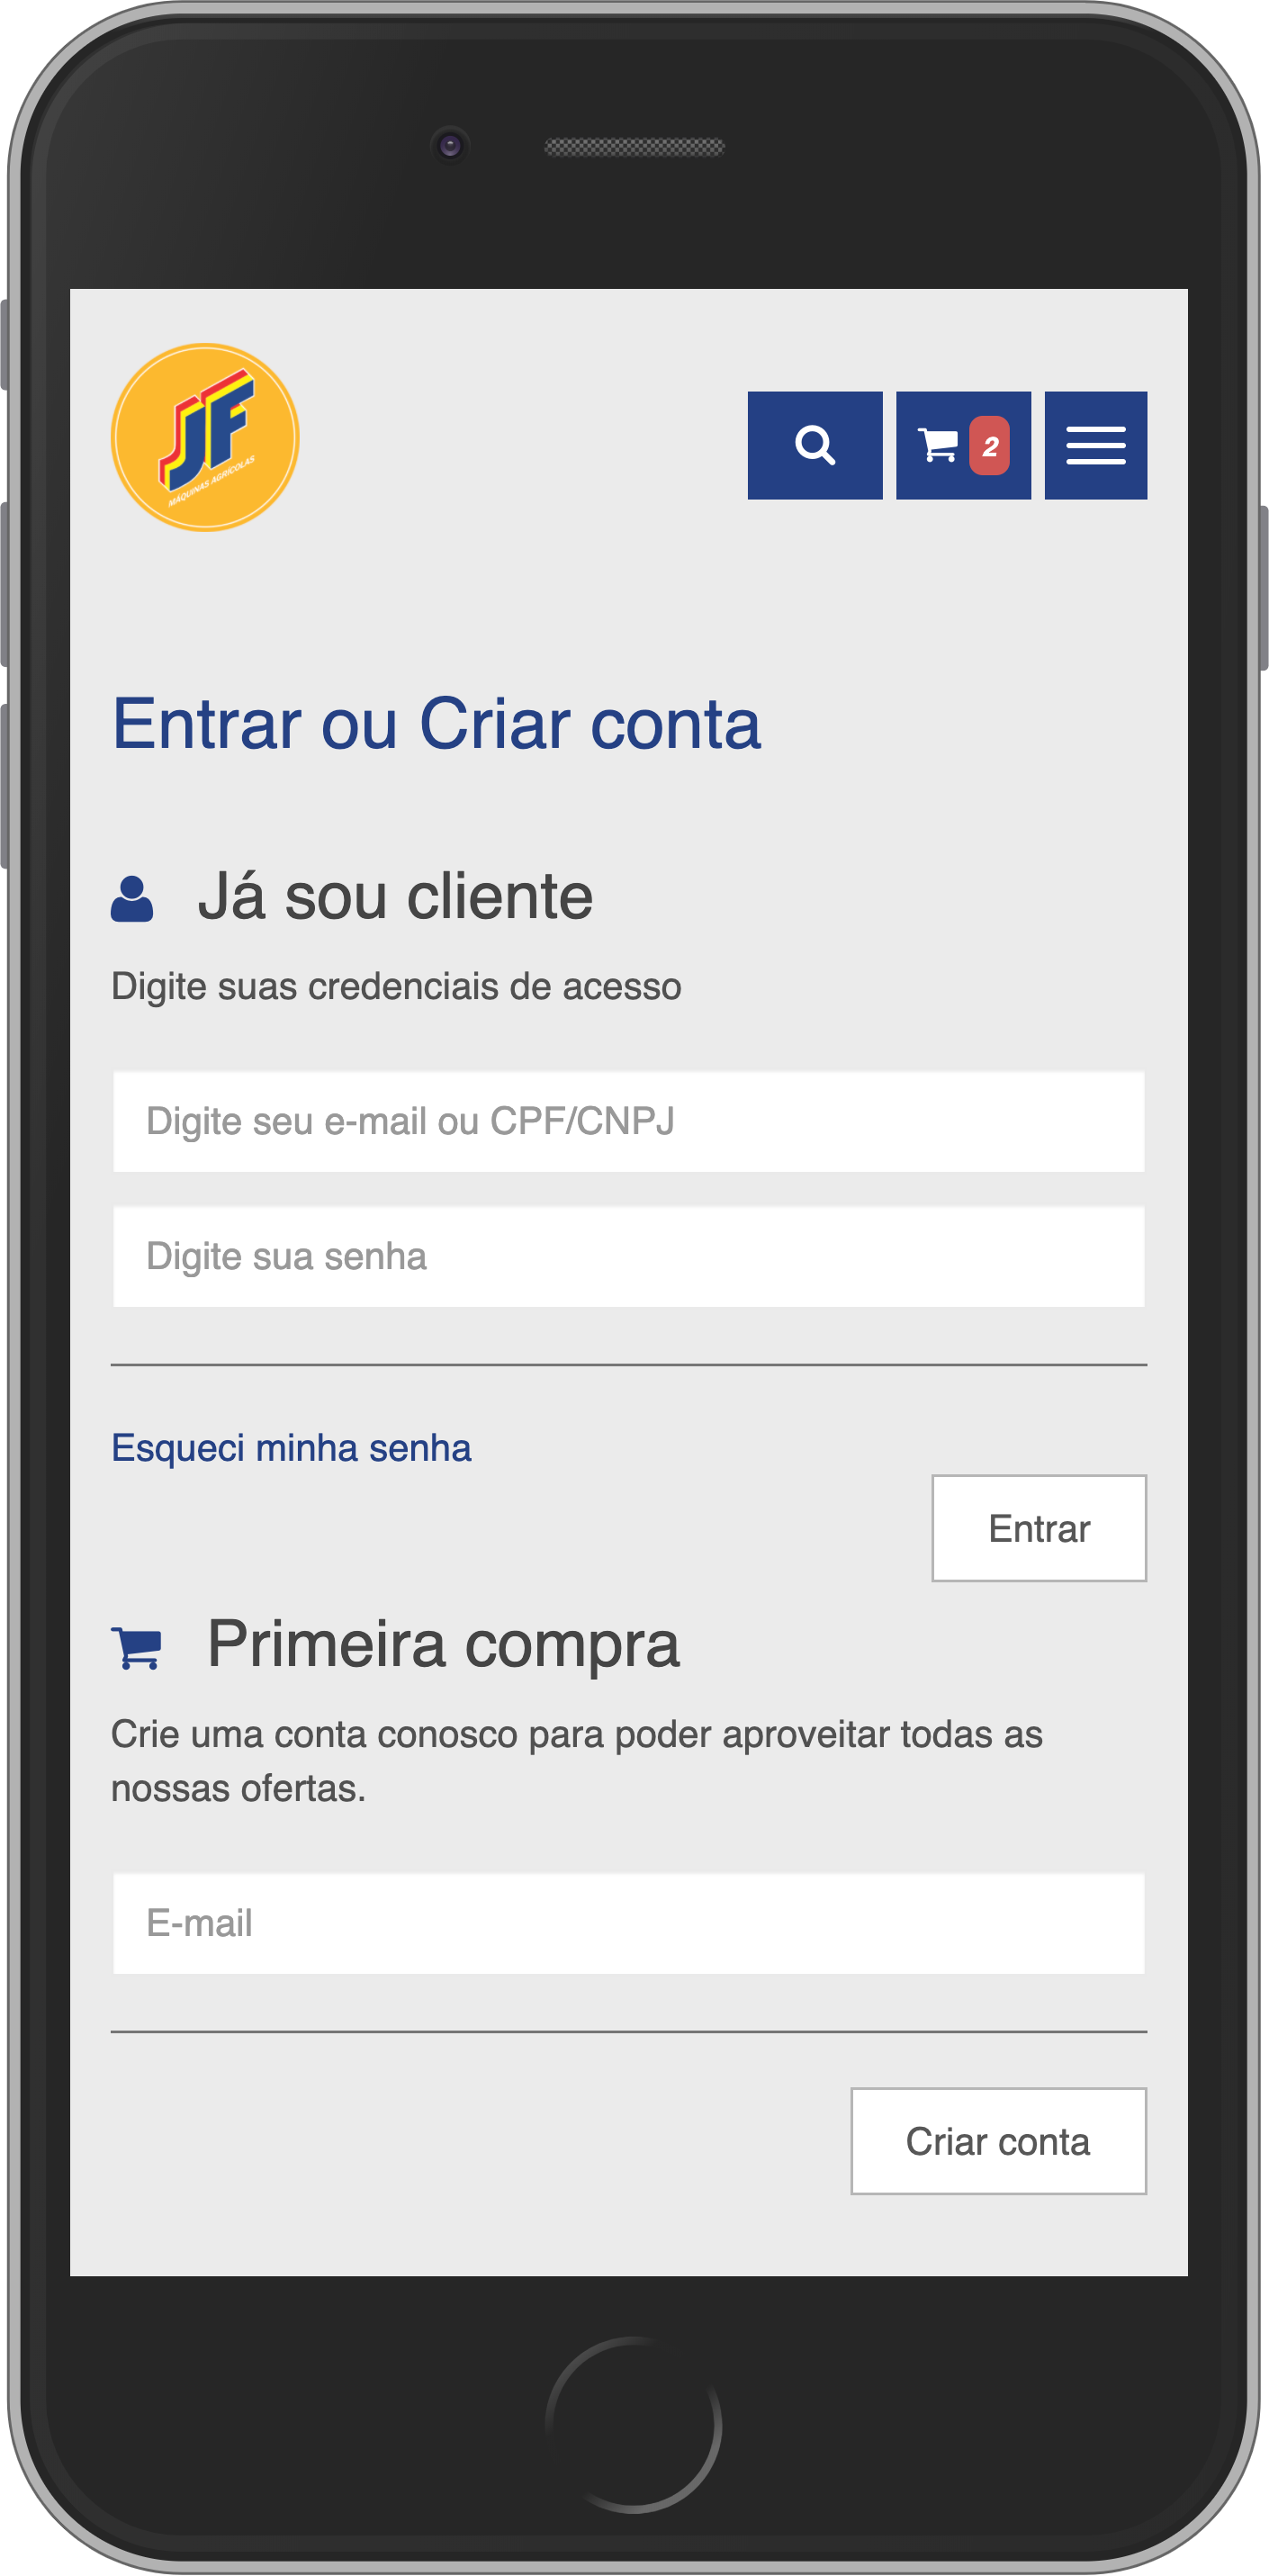 JF
MÁQUINAS AGRÍCOLAS
2
Entrar ou Criar conta
Já sou cliente
Digite suas credenciais de acesso
Digite seu e-mail ou CPF/CNPJ
Digite sua senha
Esqueci minha senha
Entrar
Primeira compra
Crie uma conta conosco para poder aproveitar todas as
nossas ofertas.
E-mail
Criar conta